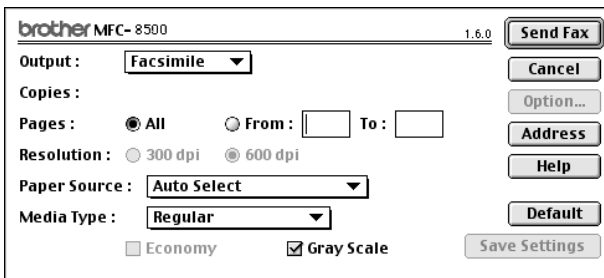 brother MFC- 8500 1.6.0 Send Fax
Output : Facsimile Cancel
Copies : Option...
Pages : All From : To : Address
Resolution : 300 dpi 600 dpi Help
Paper Source : Auto Select
Media Type : Regular Default
Economy Gray Scale Save Settings